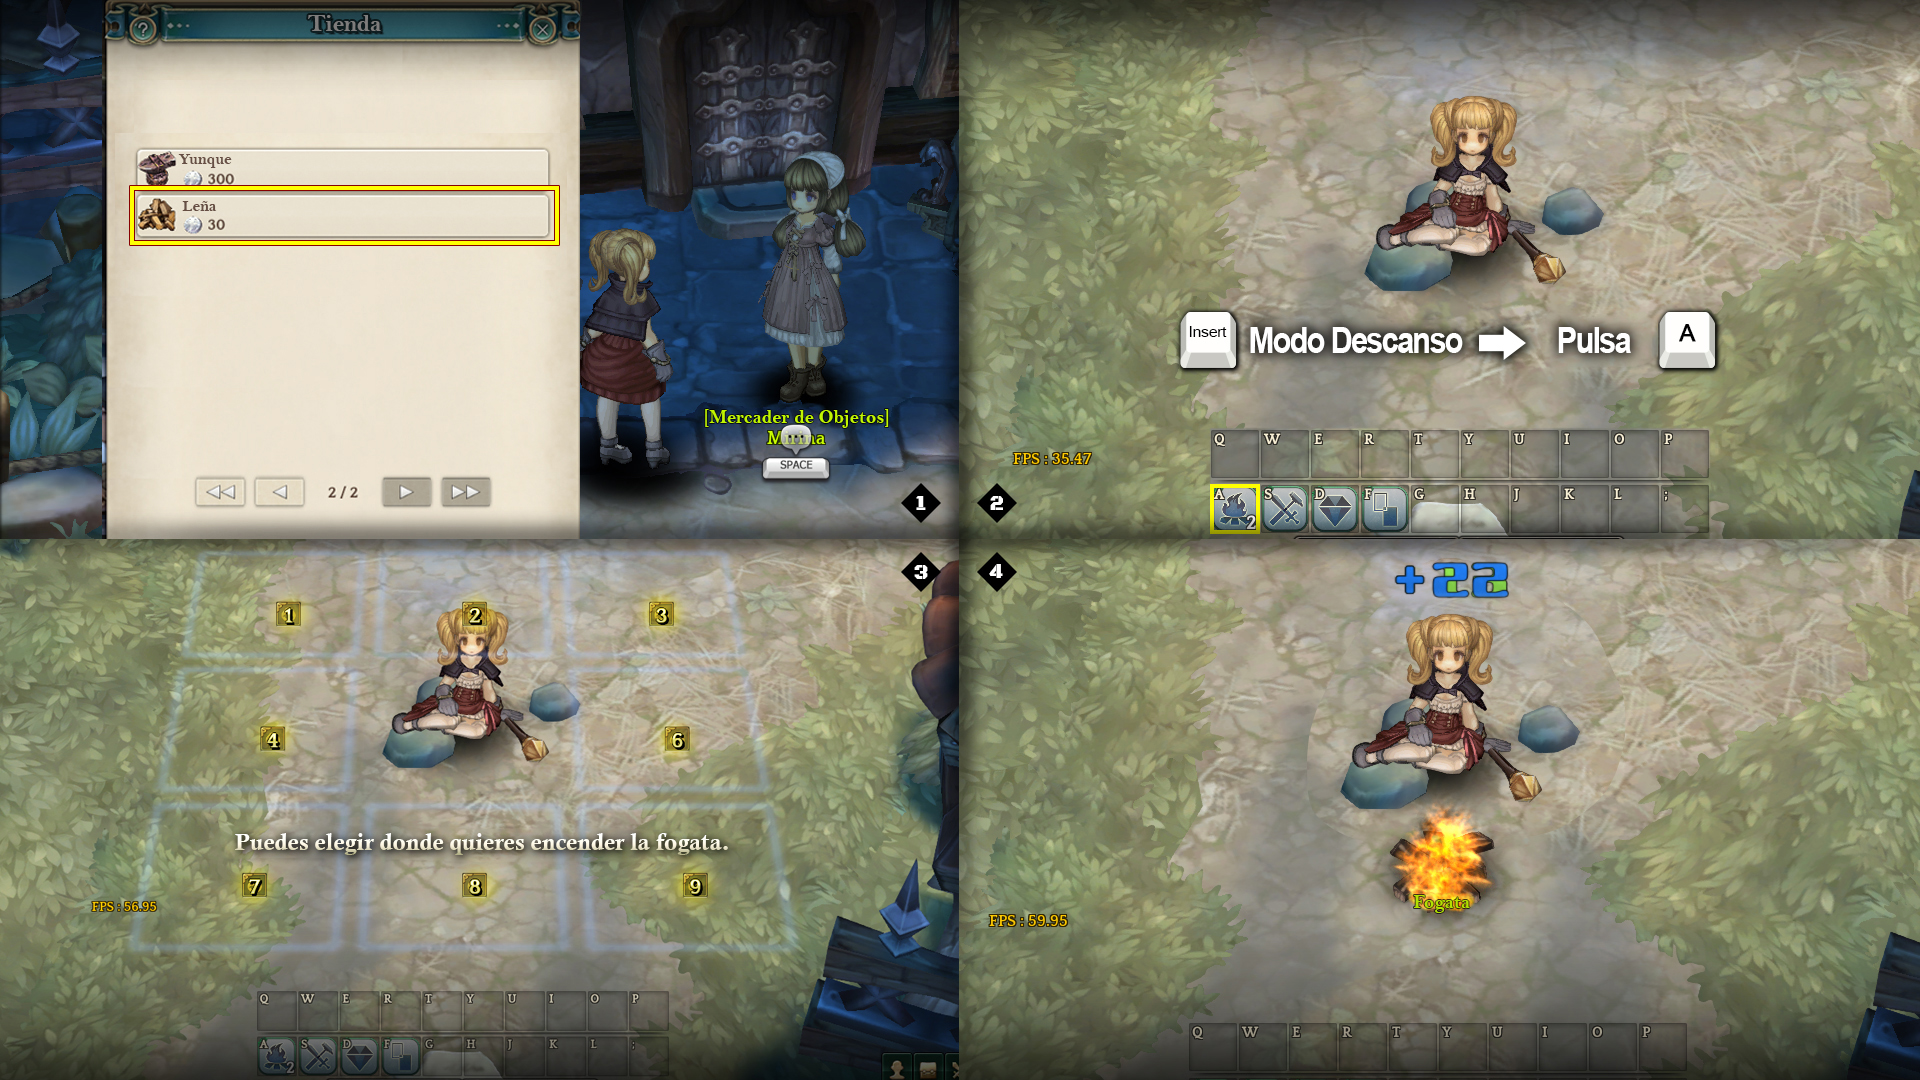 ?
Tienda
Yunque
300
Leña
30
2 / 2
[Mercader de Objetos]
SPACE
1
Insert
Modo Descanso
Pulsa
A
FPS : 35.47
Q W E R T Y U I O P
A S D F G H J K L ;
2
2
3
1 2 3
4 6
Puedes elegir donde quieres encender la fogata.
7 8 9
FPS : 56.95
Q W E R T Y U I O P
A S D F G H J K L ;
2
4
+22
Fogata
FPS : 59.95
Q W E R T Y U I O P